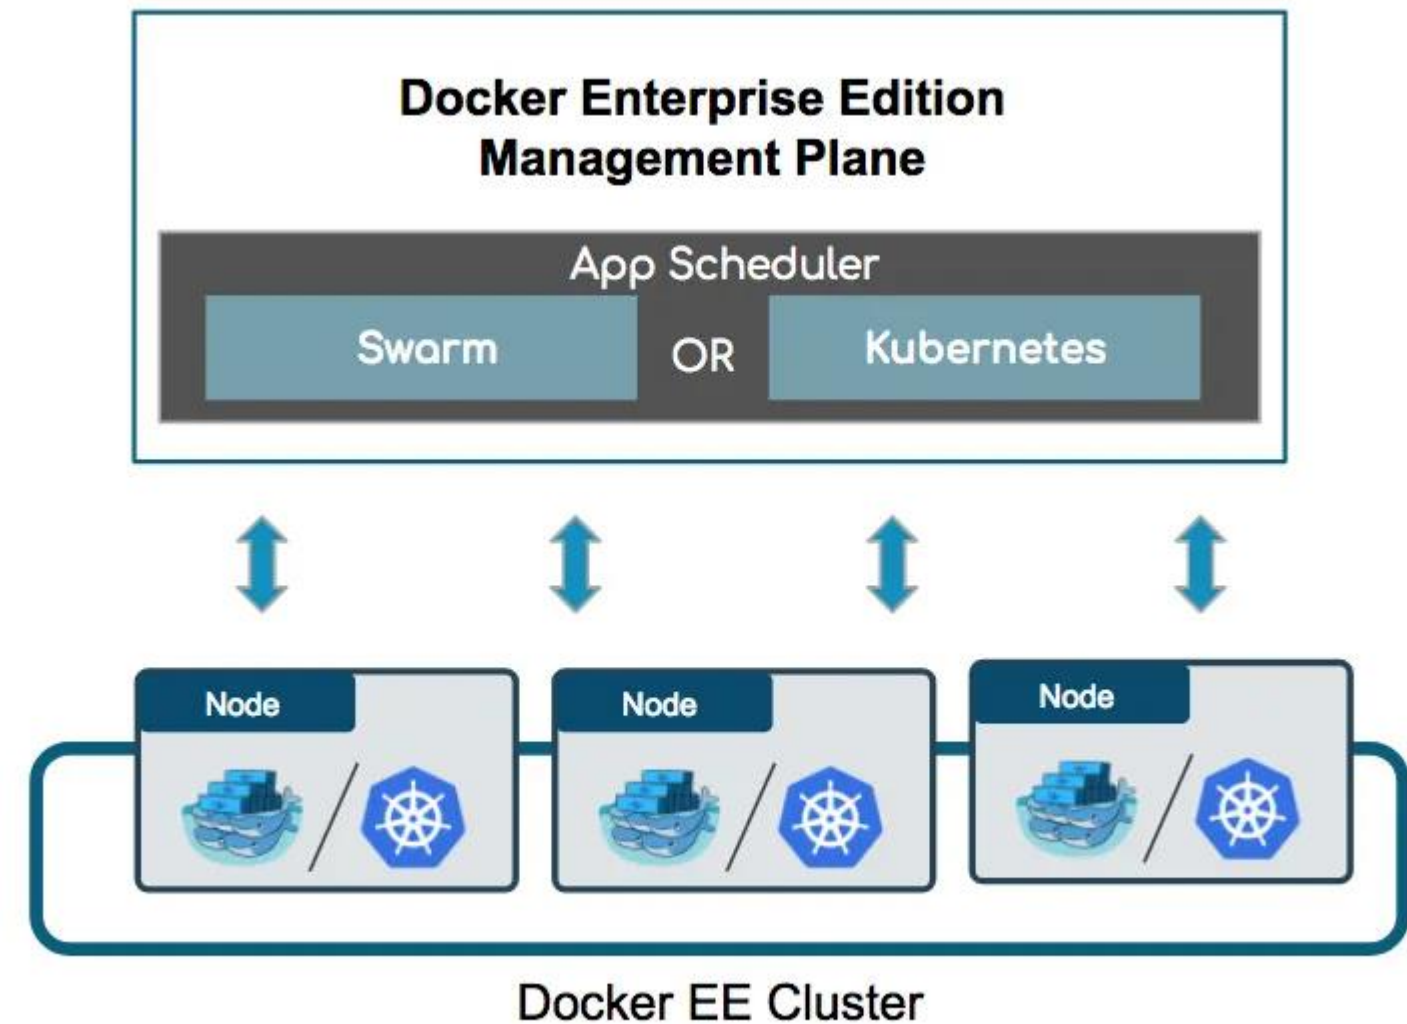 Docker Enterprise Edition
Management Plane
App Scheduler
Swarm
OR
Kubernetes
Node
Node
Node
Docker EE Cluster